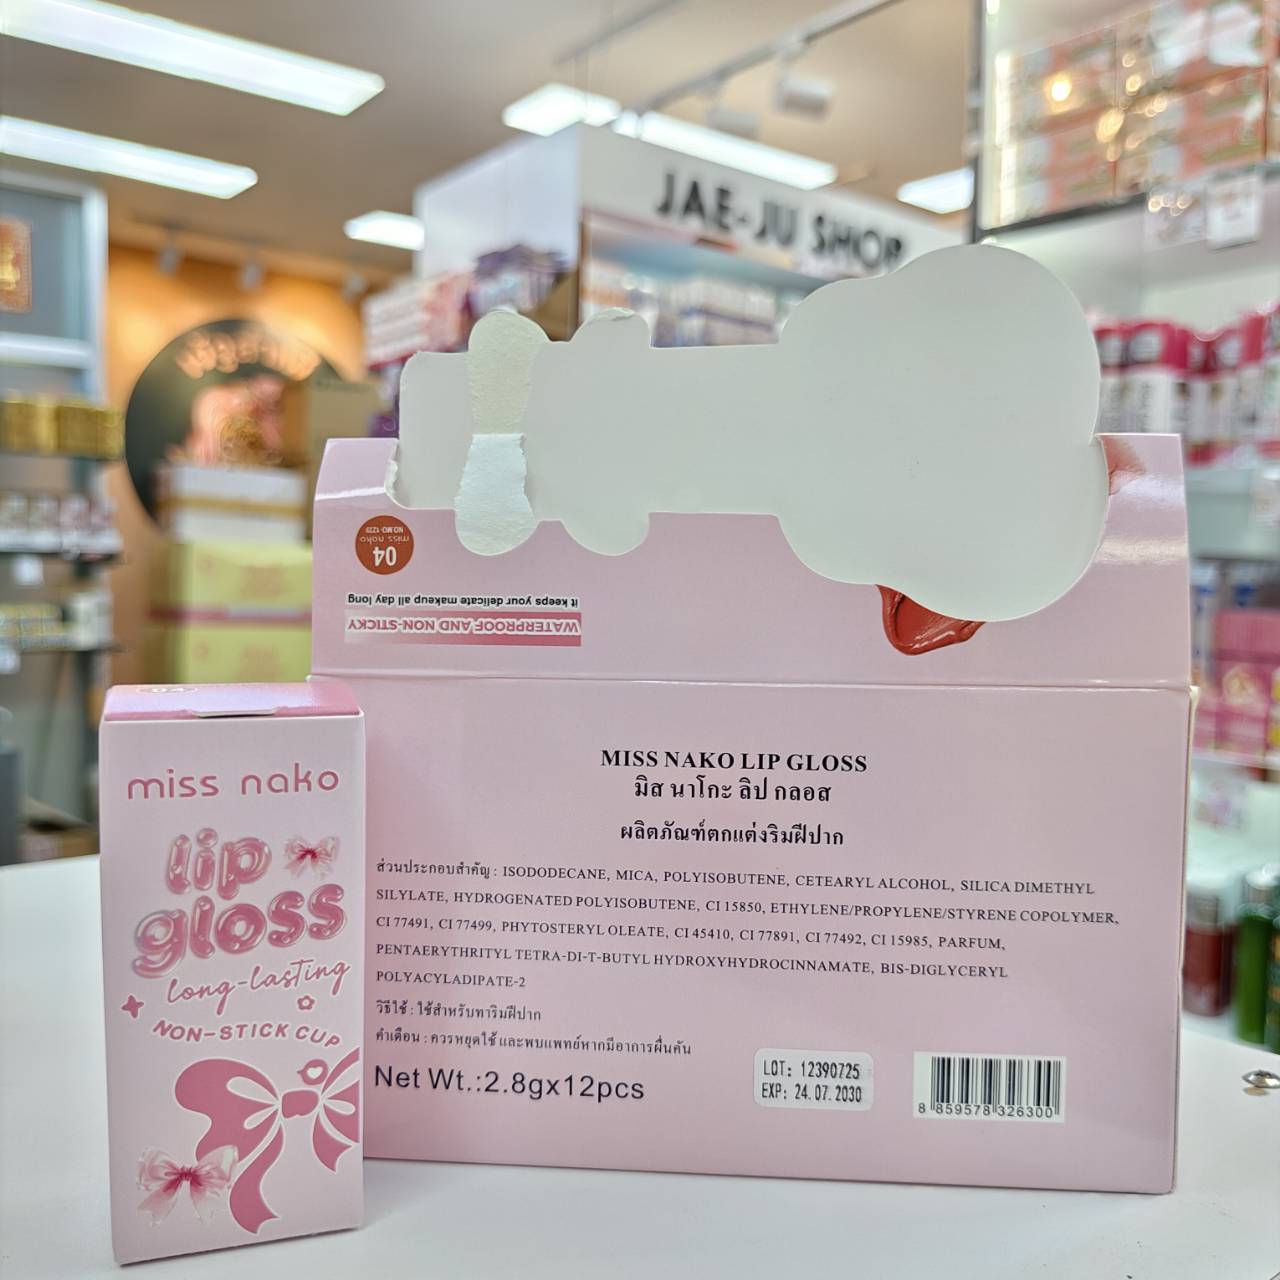 JAE-JU SHOP
04
miss nako
NO.MO-1223
it keeps your delicate makeup all day long
WATERPROOF AND NON-STICKY
miss nako
lip
gloss
long-lasting
NON-STICK CUP
MISS NAKO LIP GLOSS
มิส นาโกะ ลิป กลอส
ผลิตภัณฑ์ตกแต่งริมฝีปาก
ส่วนประกอบสำคัญ : ISODODECANE, MICA, POLYISOBUTENE, CETEARYL ALCOHOL, SILICA DIMETHYL
SILYLATE, HYDROGENATED POLYISOBUTENE, CI 15850, ETHYLENE/PROPYLENE/STYRENE COPOLYMER,
CI 77491, CI 77499, PHYTOSTERYL OLEATE, CI 45410, CI 77891, CI 77492, CI 15985, PARFUM,
PENTAERYTHRITYL TETRA-DI-T-BUTYL HYDROXYHYDROCINNAMATE, BIS-DIGLYCERYL
POLYACYLADIPATE-2
วิธีใช้ : ใช้สำหรับทาริมฝีปาก
คำเตือน : ควรหยุดใช้ และพบแพทย์หากมีอาการผื่นคัน
Net Wt.:2.8gx12pcs
LOT: 12390725
EXP: 24.07.2030
8 859578 326300